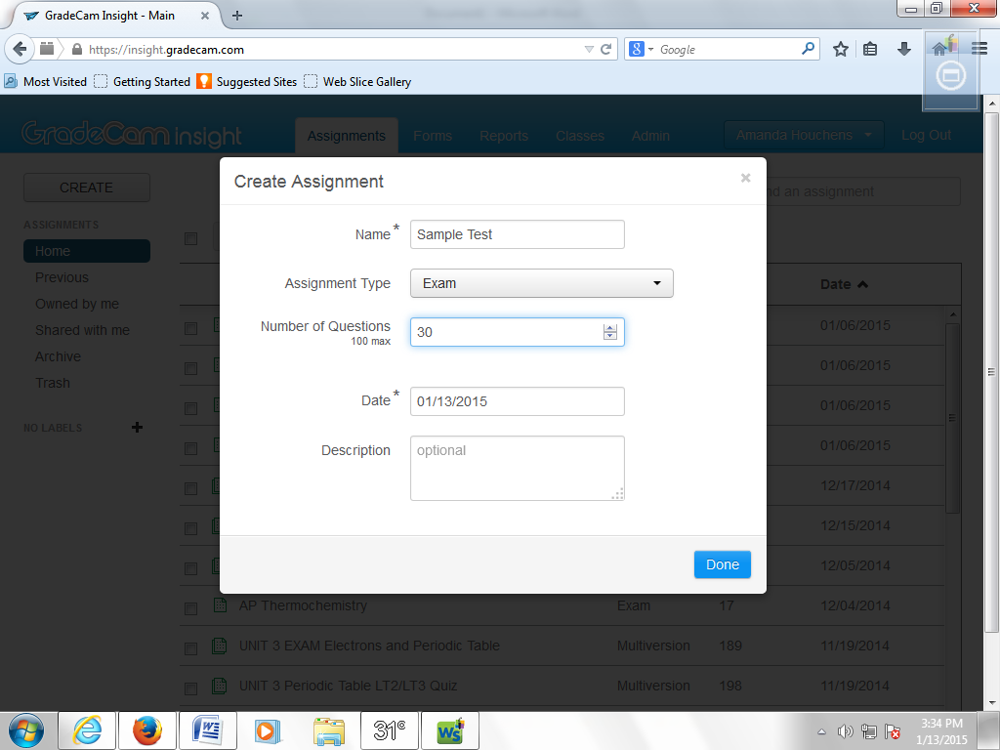 GradeCam Insight - Main
https://insight.gradecam.com
Google
Most Visited Getting Started Suggested Sites Web Slice Gallery
GradeCam insight Assignments Forms Reports Classes Admin Amanda Houchens Log Out
CREATE
nd an assignment
ASSIGNMENTS
Home
Previous
Owned by me
Shared with me
Archive
Trash
NO LABELS
Create Assignment ×
Name * Sample Test
Assignment Type Exam
Number of Questions 30
100 max
Date * 01/13/2015
Description optional
Done
Date
01/06/2015
01/06/2015
01/06/2015
01/06/2015
12/17/2014
12/15/2014
12/05/2014
AP Thermochemistry Exam 17 12/04/2014
UNIT 3 EXAM Electrons and Periodic Table Multiversion 189 11/19/2014
UNIT 3 Periodic Table LT2/LT3 Quiz Multiversion 198 11/19/2014
31°
WS
3:34 PM
1/13/2015